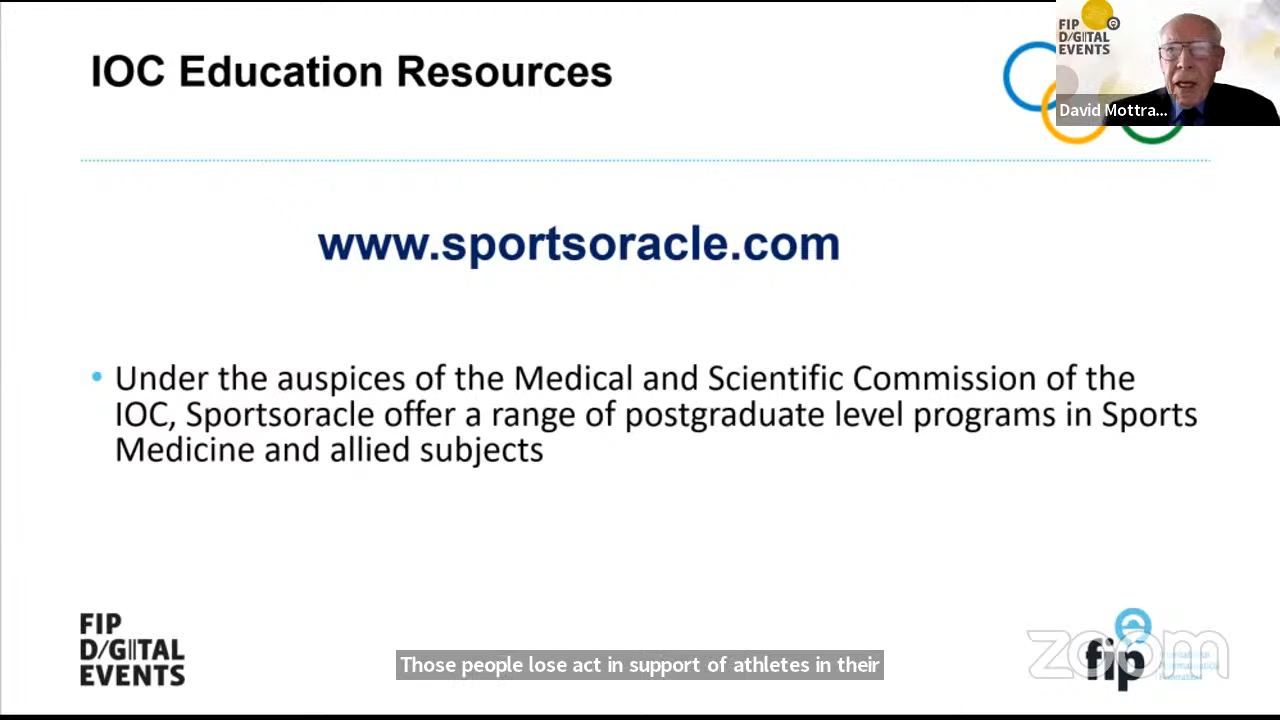 IOC Education Resources
FIP
D/G/TAL
EVENTS
David Mottra...
www.sportsoracle.com
• Under the auspices of the Medical and Scientific Commission of the
IOC, Sportsoracle offer a range of postgraduate level programs in Sports
Medicine and allied subjects
FIP
D/GITAL
EVENTS
Those people lose act in support of athletes in their
fip
zoom